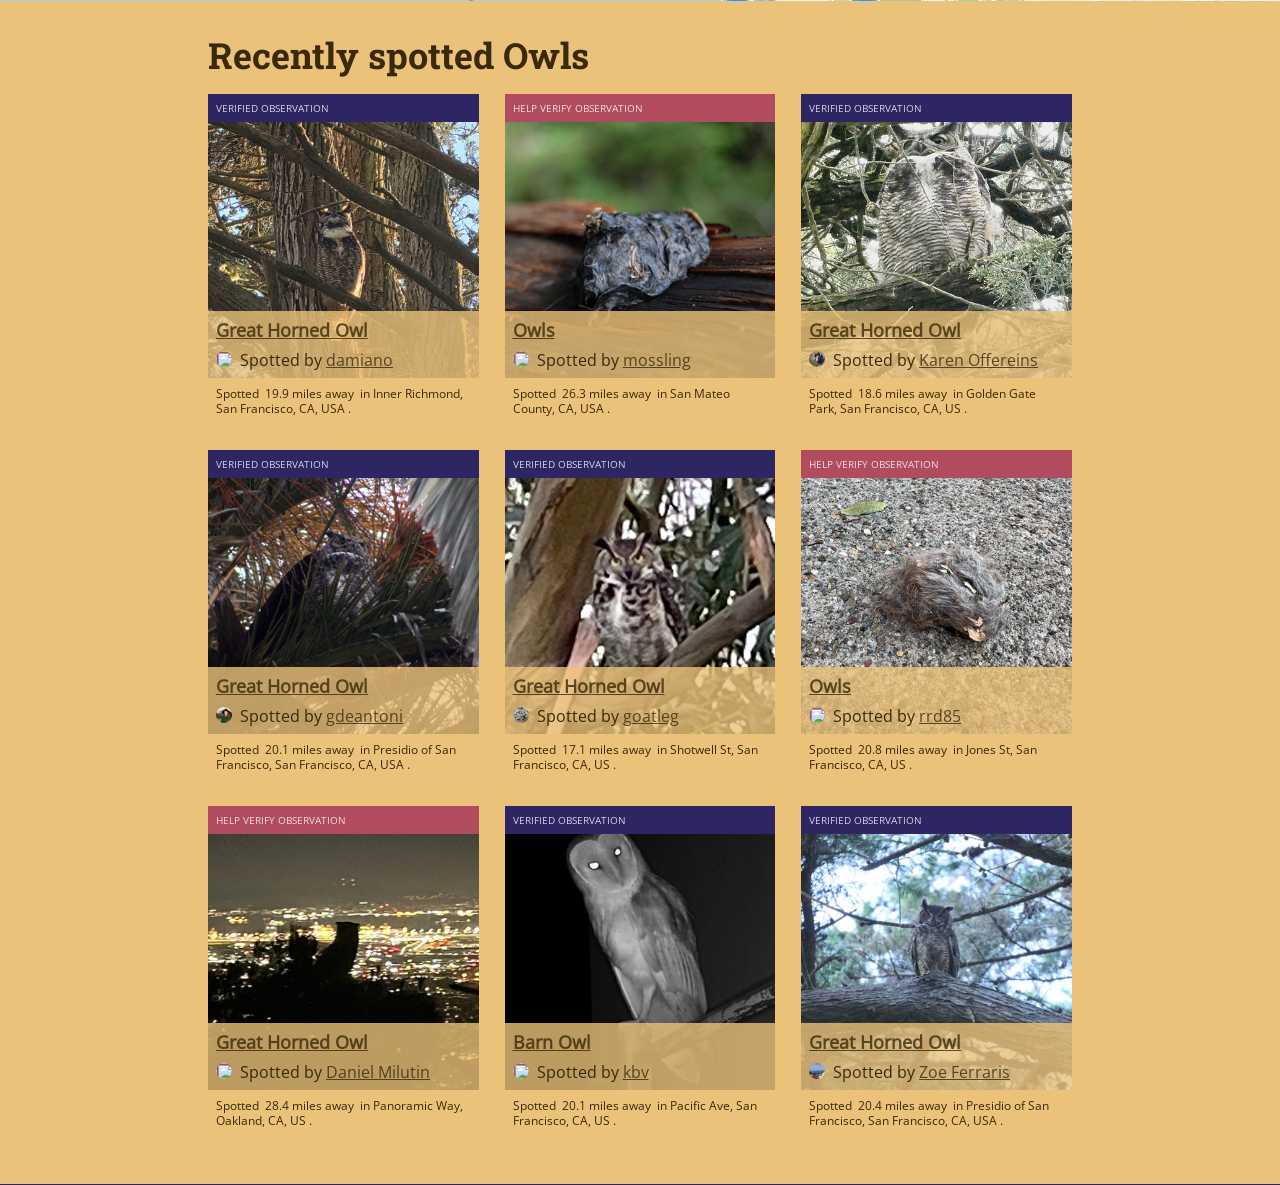 Recently spotted Owls
VERIFIED OBSERVATION
Great Horned Owl
Spotted by damiano
Spotted 19.9 miles away in Inner Richmond,
San Francisco, CA, USA .
HELP VERIFY OBSERVATION
Owls
Spotted by mossling
Spotted 26.3 miles away in San Mateo
County, CA, USA .
VERIFIED OBSERVATION
Great Horned Owl
Spotted by Karen Offereins
Spotted 18.6 miles away in Golden Gate
Park, San Francisco, CA, US .
VERIFIED OBSERVATION
Great Horned Owl
Spotted by gdeantoni
Spotted 20.1 miles away in Presidio of San
Francisco, San Francisco, CA, USA .
VERIFIED OBSERVATION
Great Horned Owl
Spotted by goatleg
Spotted 17.1 miles away in Shotwell St, San
Francisco, CA, US .
HELP VERIFY OBSERVATION
Owls
Spotted by rrd85
Spotted 20.8 miles away in Jones St, San
Francisco, CA, US .
HELP VERIFY OBSERVATION
Great Horned Owl
Spotted by Daniel Milutin
Spotted 28.4 miles away in Panoramic Way,
Oakland, CA, US .
VERIFIED OBSERVATION
Barn Owl
Spotted by kbv
Spotted 20.1 miles away in Pacific Ave, San
Francisco, CA, US .
VERIFIED OBSERVATION
Great Horned Owl
Spotted by Zoe Ferraris
Spotted 20.4 miles away in Presidio of San
Francisco, San Francisco, CA, USA .